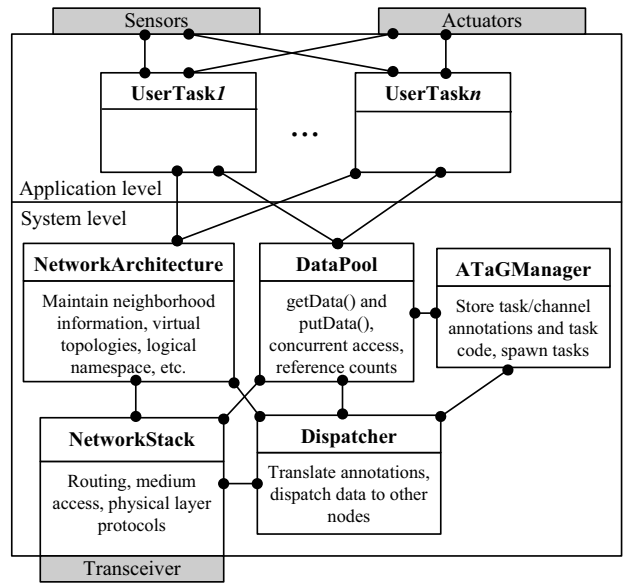 Sensors
Actuators
UserTask1
UserTaskn
...
Application level
System level
NetworkArchitecture
Maintain neighborhood
information, virtual
topologies, logical
namespace, etc.
DataPool
getData() and
putData(),
concurrent access,
reference counts
ATaGManager
Store task/channel
annotations and task
code, spawn tasks
NetworkStack
Routing, medium
access, physical layer
protocols
Dispatcher
Translate annotations,
dispatch data to other
nodes
Transceiver